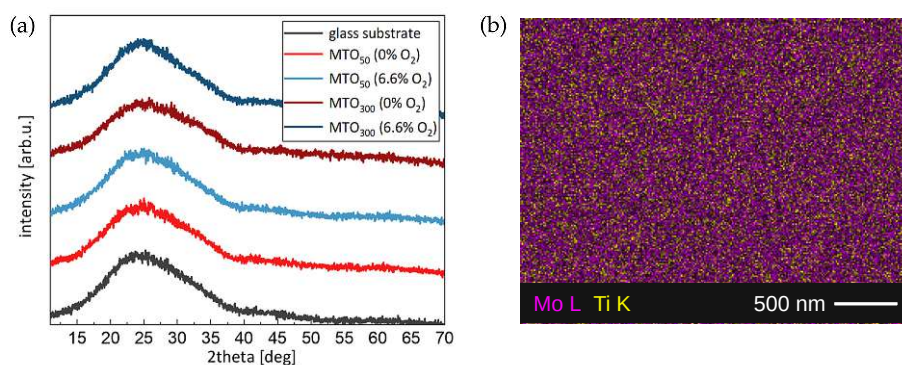 (a)
glass substrate
MTO₅₀ (0% O₂)
MTO₅₀ (6.6% O₂)
MTO₃₀₀ (0% O₂)
MTO₃₀₀ (6.6% O₂)
intensity [arb.u.]
15 20 25 30 35 40 45 50 55 60 65 70
2theta [deg]
(b)
Mo L Ti K 500 nm